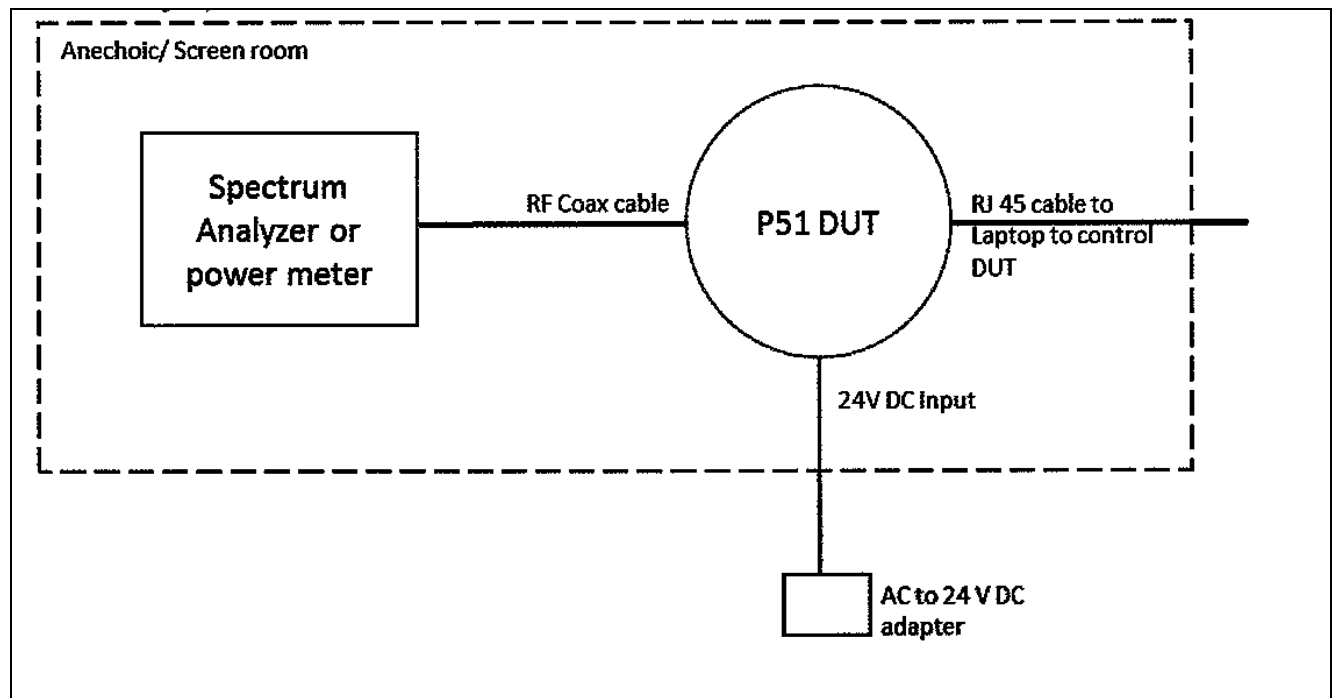 Anechoic/ Screen room
Spectrum
Analyzer or
power meter
RF Coax cable
P51 DUT
RJ 45 cable to
Laptop to control
DUT
24V DC Input
AC to 24 V DC
adapter